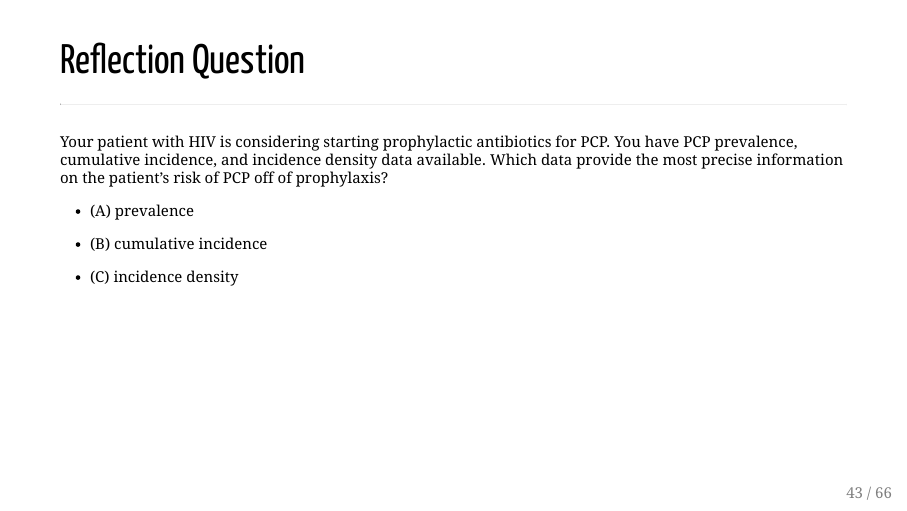 Reflection Question
Your patient with HIV is considering starting prophylactic antibiotics for PCP. You have PCP prevalence,
cumulative incidence, and incidence density data available. Which data provide the most precise information
on the patient’s risk of PCP off of prophylaxis?
• (A) prevalence
• (B) cumulative incidence
• (C) incidence density
43 / 66